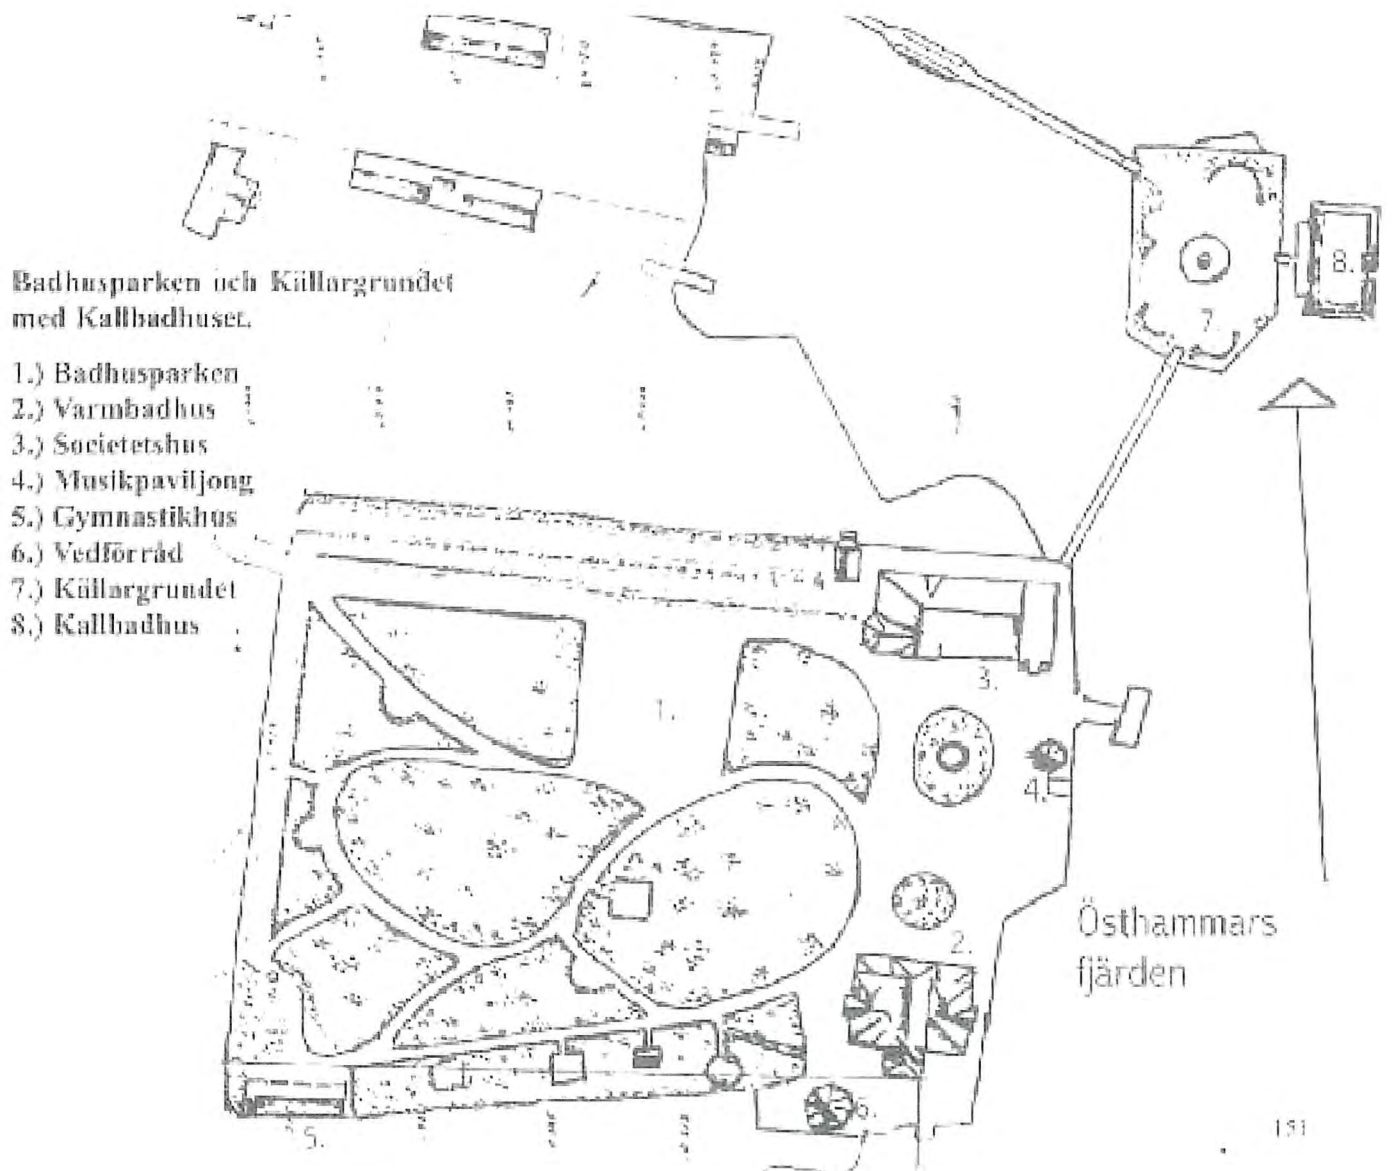 Badhusparken och Källargrundet
med Kallbadhuset.
1.) Badhusparken
2.) Varmbadhus
3.) Societetshus
4.) Musikpaviljong
5.) Gymnastikhus
6.) Vedförråd
7.) Källargrundet
8.) Kallbadhus
8.
7.
3.
1.
4.
2.
Östhammars
fjärden
6.
5.
151